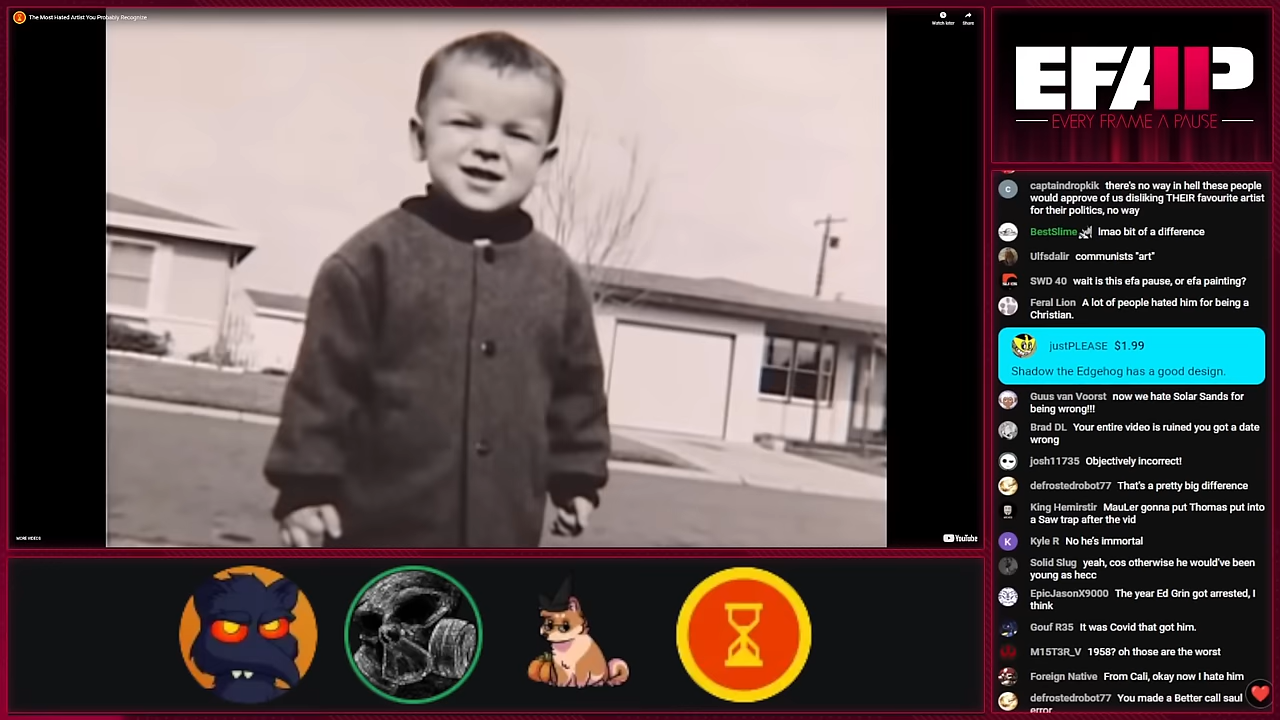 The Most Hated Artist You Probably Recognize
Watch later
Share
MORE VIDEOS
YouTube
EFAP
EVERY FRAME A PAUSE
captaindropkik there's no way in hell these people
would approve of us disliking THEIR favourite artist
for their politics, no way
BestSlime lmao bit of a difference
Ulfsdalir communists "art"
SWD 40 wait is this efa pause, or efa painting?
Feral Lion A lot of people hated him for being a
Christian.
justPLEASE $1.99
Shadow the Edgehog has a good design.
Guus van Voorst now we hate Solar Sands for
being wrong!!!
Brad DL Your entire video is ruined you got a date
wrong
josh11735 Objectively incorrect!
defrostedrobot77 That's a pretty big difference
King Hemirstir MauLer gonna put Thomas put into
a Saw trap after the vid
Kyle R No he's immortal
Solid Slug yeah, cos otherwise he would've been
young as hecc
EpicJasonX9000 The year Ed Grin got arrested, I
think
Gouf R35 It was Covid that got him.
M15T3R_V 1958? oh those are the worst
Foreign Native From Cali, okay now I hate him
defrostedrobot77 You made a Better call saul
error